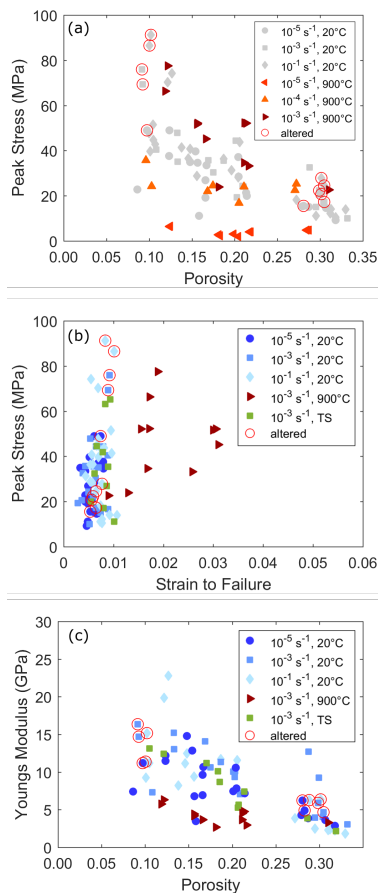 (a)
10⁻⁵ s⁻¹, 20°C
10⁻³ s⁻¹, 20°C
10⁻¹ s⁻¹, 20°C
10⁻⁵ s⁻¹, 900°C
10⁻⁴ s⁻¹, 900°C
10⁻³ s⁻¹, 900°C
altered
Peak Stress (MPa)
100
80
60
40
20
0
0.00 0.05 0.10 0.15 0.20 0.25 0.30 0.35
Porosity
(b)
10⁻⁵ s⁻¹, 20°C
10⁻³ s⁻¹, 20°C
10⁻¹ s⁻¹, 20°C
10⁻³ s⁻¹, 900°C
10⁻³ s⁻¹, TS
altered
Peak Stress (MPa)
100
80
60
40
20
0
0 0.01 0.02 0.03 0.04 0.05 0.06
Strain to Failure
(c)
10⁻⁵ s⁻¹, 20°C
10⁻³ s⁻¹, 20°C
10⁻¹ s⁻¹, 20°C
10⁻³ s⁻¹, 900°C
10⁻³ s⁻¹, TS
altered
Youngs Modulus (GPa)
30
25
20
15
10
5
0
0.00 0.05 0.10 0.15 0.20 0.25 0.30
Porosity